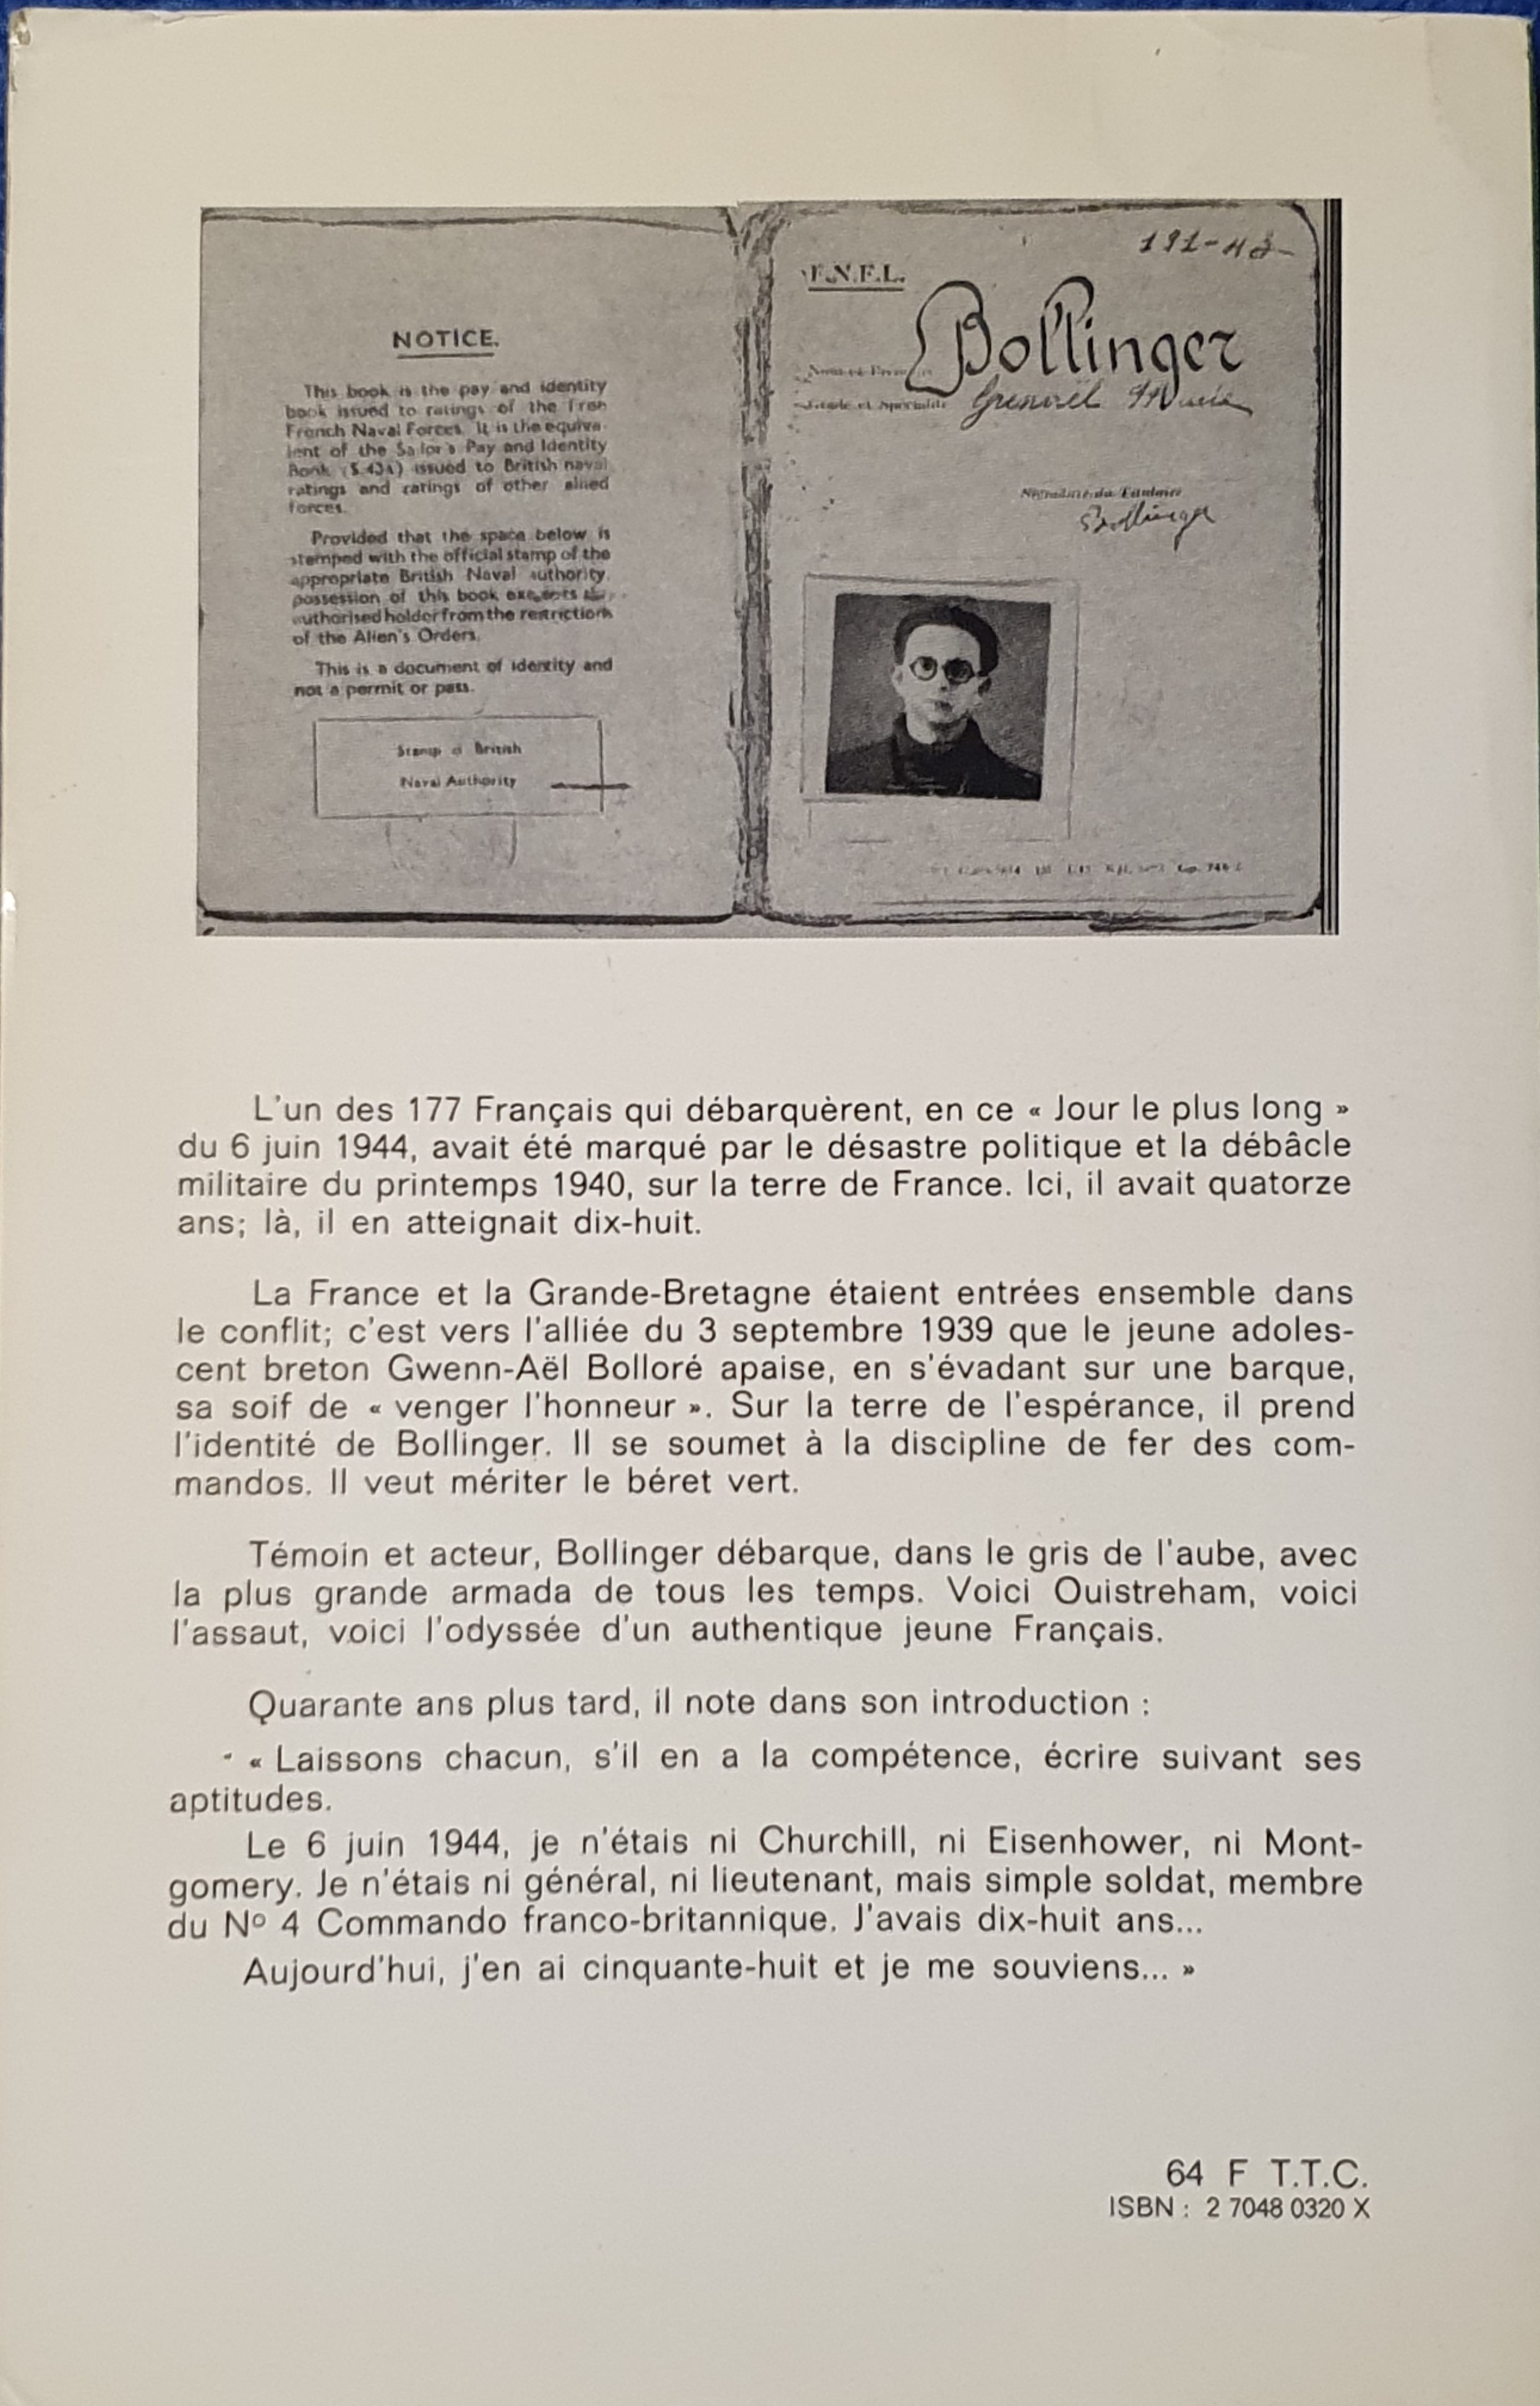 NOTICE.
This book is the pay and identity
book issued to ratings of the Free
French Naval Forces. It is the equiva-
lent of the Sailor's Pay and Identity
Book (S.43A) issued to British naval
ratings and ratings of other allied
forces.
Provided that the space below is
stamped with the official stamp of the
appropriate British Naval authority,
possession of this book exempts the
authorised holder from the restrictions
of the Alien's Orders.
This is a document of identity and
not a permit or pass.
Stamp of British
Naval Authority
191-43
F.N.F.L.
Bollinger
Nom et Prénoms
Grade et Spécialité
Signature du Titulaire
Bollinger
L'un des 177 Français qui débarquèrent, en ce « Jour le plus long »
du 6 juin 1944, avait été marqué par le désastre politique et la débâcle
militaire du printemps 1940, sur la terre de France. Ici, il avait quatorze
ans; là, il en atteignait dix-huit.
La France et la Grande-Bretagne étaient entrées ensemble dans
le conflit; c'est vers l'alliée du 3 septembre 1939 que le jeune adoles-
cent breton Gwenn-Aël Bolloré apaise, en s'évadant sur une barque,
sa soif de « venger l'honneur ». Sur la terre de l'espérance, il prend
l'identité de Bollinger. Il se soumet à la discipline de fer des com-
mandos. Il veut mériter le béret vert.
Témoin et acteur, Bollinger débarque, dans le gris de l'aube, avec
la plus grande armada de tous les temps. Voici Ouistreham, voici
l'assaut, voici l'odyssée d'un authentique jeune Français.
Quarante ans plus tard, il note dans son introduction :
« Laissons chacun, s'il en a la compétence, écrire suivant ses
aptitudes.
Le 6 juin 1944, je n'étais ni Churchill, ni Eisenhower, ni Mont-
gomery. Je n'étais ni général, ni lieutenant, mais simple soldat, membre
du Nº 4 Commando franco-britannique. J'avais dix-huit ans...
Aujourd'hui, j'en ai cinquante-huit et je me souviens... »
64 F T.T.C.
ISBN : 2 7048 0320 X